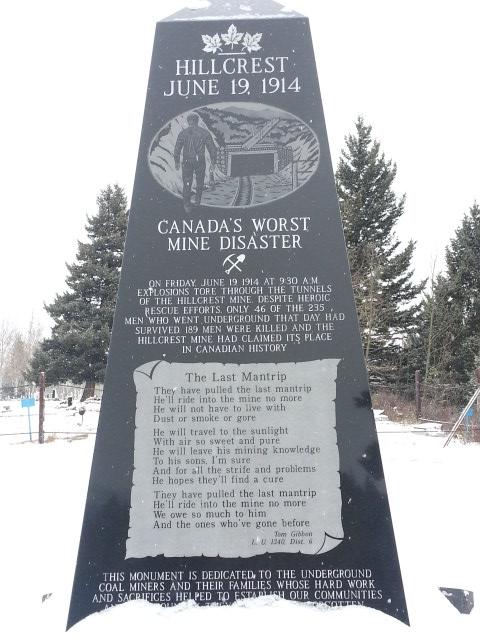 HILLCREST
JUNE 19, 1914
CANADA'S WORST
MINE DISASTER
ON FRIDAY, JUNE 19 1914 AT 9:30 A.M.
EXPLOSIONS TORE THROUGH THE TUNNELS
OF THE HILLCREST MINE. DESPITE HEROIC
RESCUE EFFORTS, ONLY 46 OF THE 235
MEN WHO WENT UNDERGROUND THAT DAY HAD
SURVIVED 189 MEN WERE KILLED AND THE
HILLCREST MINE HAD CLAIMED ITS PLACE
IN CANADIAN HISTORY
The Last Mantrip
They have pulled the last mantrip
He'll ride into the mine no more
He will not have to live with
Dust or smoke or gore
He will travel to the sunlight
With air so sweet and pure
He will leave his mining knowledge
To his sons, I'm sure
And for all the strife and problems
He hopes they'll find a cure
They have pulled the last mantrip
He'll ride into the mine no more
We owe so much to him
And the ones who've gone before
Tom Gibbon
L. U. 1240, Dist. 6
THIS MONUMENT IS DEDICATED TO THE UNDERGROUND
COAL MINERS AND THEIR FAMILIES WHOSE HARD WORK
AND SACRIFICES HELPED TO ESTABLISH OUR COMMUNITIES
FORGOTTEN